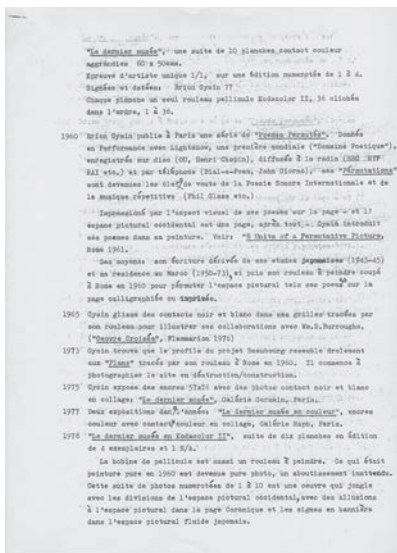 "Le dernier musée", une suite de 10 planches contact couleur
aggrandies 60 x 50cms.
Epreuve d'artiste unique 1/1, sur une édition numerotée de 1 à 4.
Signées et datées: Brion Gysin 77
Chaque planche un seul rouleau pellicule Kodacolor II, 36 clichés
dans l'ordre, 1 à 36.
1960 Brion Gysin publie à Paris une série de "Poemes Permutés". Donnés
en Performance avec Lightshow, une première mondiale ("Domaine Poetique"),
enregistrés sur disc (OU, Henri Chopin), diffusés à la radio (BBC RTF
RAI etc.) et par téléphone (Dial-a-Poem, John Giorno), ses "Permutations"
sont devenues les de voute de la Poesie Sonore Internationale et de
la musique répetitive (Phil Glass etc.)
Impressioné par l'aspect visuel de ses poemes sur la page - et l'
espace pictural occidental est une page, après tout - Gysin introduit
ses poemes dans sa peinture. Voir: " Units of a Permutative Picture,
Rome 1961.
Ses moyens: son écriture dérivée de ses etudes japonaises (1943-45)
et sa residence au Maroc (1950-73), et puis son rouleau à peindre coupé
à Rome en 1960 pour permuter l'espace pictural tels ses poemes sur la
page calligraphiée ou imprimée.
1965 Gysin glisse des contacts noir et blanc dans ses grilles tracées par
son rouleau pour illustrer ses collaborations avec Wm.S.Burroughs,
("Oeuvre Croisée", Flammarion 1976)
1973 Gysin trouve que le profile du projet Beaubourg ressemble drolement
aux "Plans" tracés par son rouleau à Rome en 1960. Il commence à
photographier le site en destruction/construction.
1975 Gysin expose des encres avec des photos contact noir et blanc
en collage: "Le dernier musée", Galérie Germain, Paris.
1977 Deux expositions dans l'année: "Le dernier musée en couleur", encres
couleur avec contact couleur en collage, Galérie Paris.
1978 "Le dernier musée en Kodacolor II", suite de dix planches en édition
de 4 exemplaires et 1 E/A.
La bobine de pellicule est aussi un rouleau à peindre. Ce qui était
peinture pure en 1960 est devenue pure photo, un aboutissement inattendu.
Cette suite de photos numerotées de 1 à 10 est une oeuvre qui jongle
avec les divisions de l'espace pictural occidental, avec des allusions
à l'espace pictural dans la page Coranique et les signes en bannière
dans l'espace pictural fluide japonais.